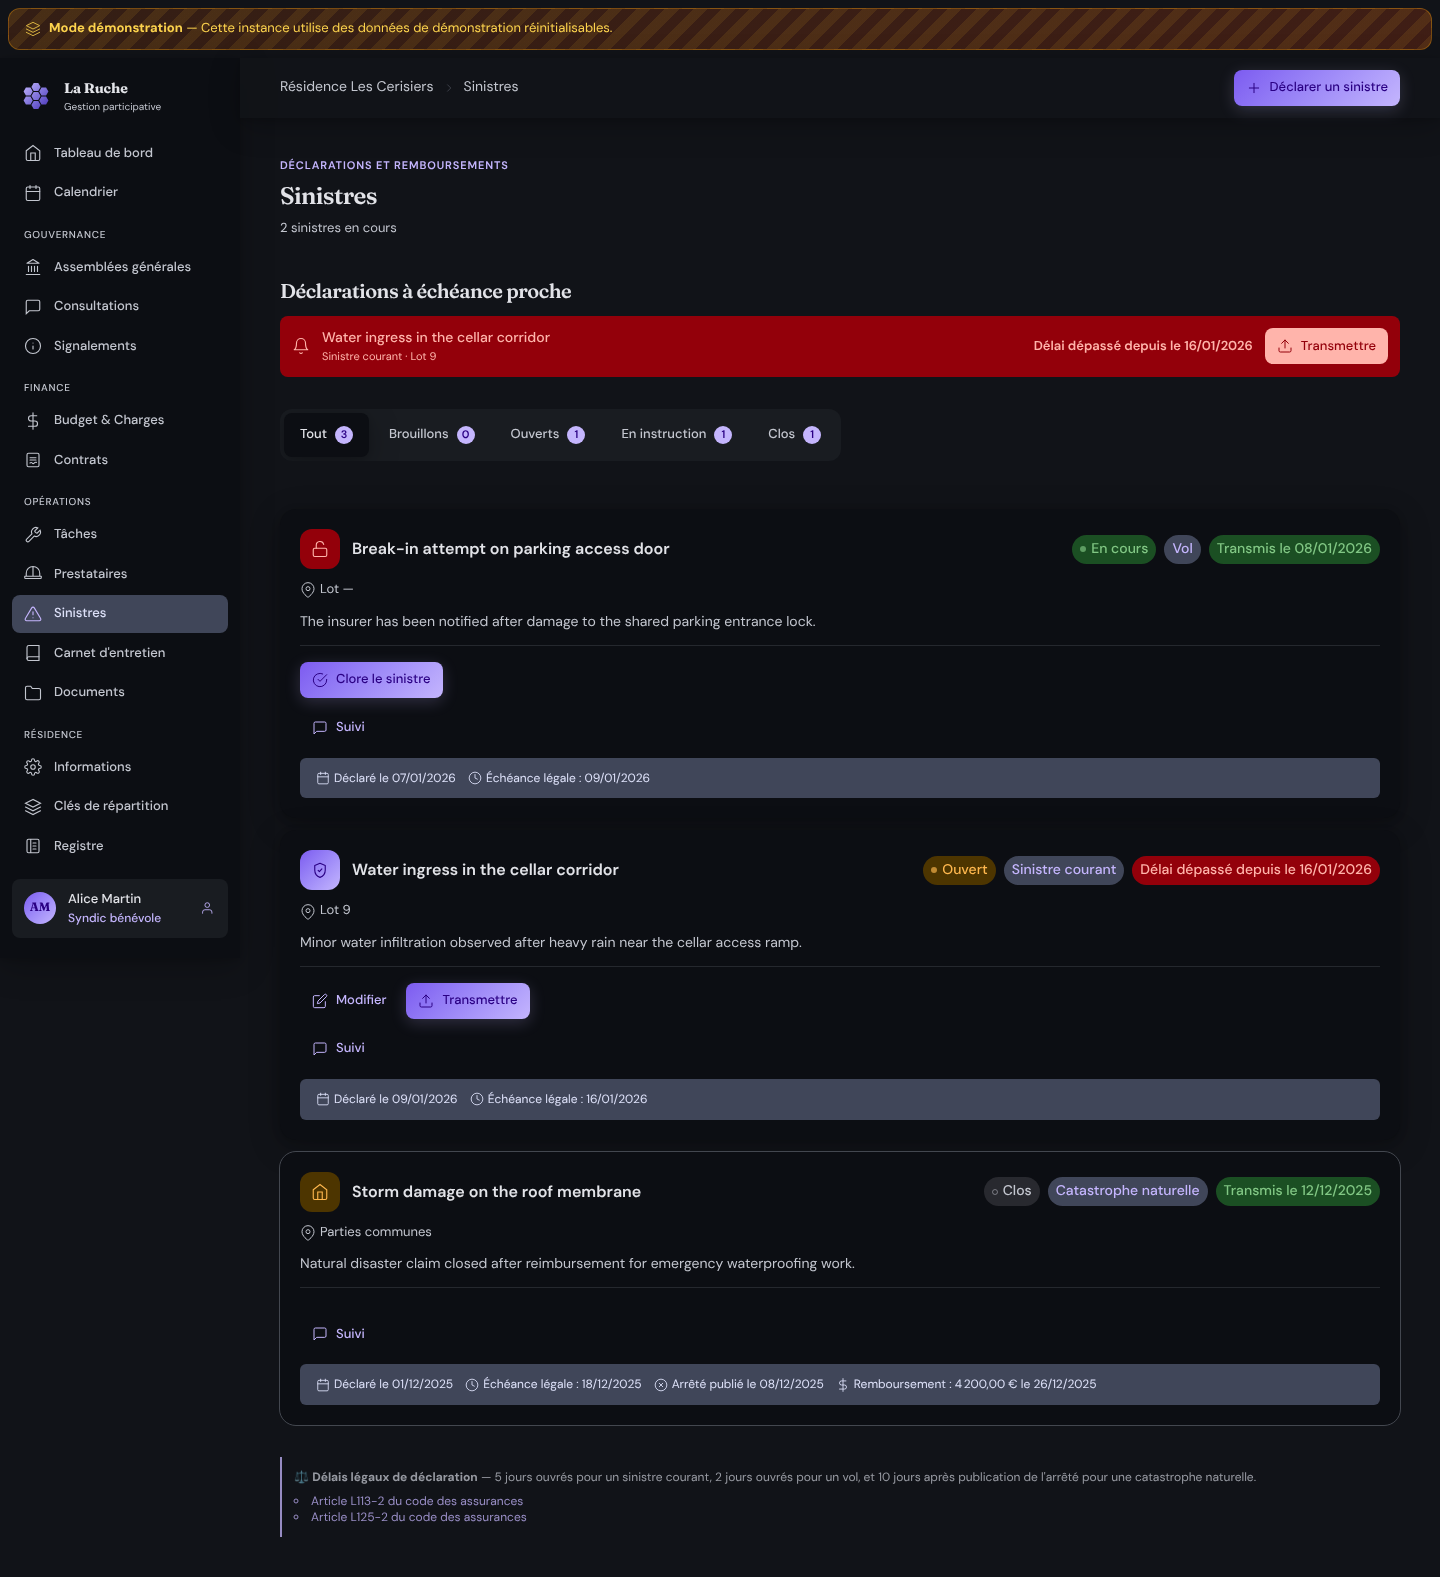 Mode démonstration — Cette instance utilise des données de démonstration réinitialisables.
La Ruche
Gestion participative
Tableau de bord
Calendrier
GOUVERNANCE
Assemblées générales
Consultations
Signalements
FINANCE
Budget & Charges
Contrats
OPÉRATIONS
Tâches
Prestataires
Sinistres
Carnet d'entretien
Documents
RÉSIDENCE
Informations
Clés de répartition
Registre
AM
Alice Martin
Syndic bénévole
Résidence Les Cerisiers > Sinistres
Déclarer un sinistre
DÉCLARATIONS ET REMBOURSEMENTS
Sinistres
2 sinistres en cours
Déclarations à échéance proche
Water ingress in the cellar corridor
Sinistre courant · Lot 9
Délai dépassé depuis le 16/01/2026
Transmettre
Tout 3 Brouillons 0 Ouverts 1 En instruction 1 Clos 1
Break-in attempt on parking access door
En cours Vol Transmis le 08/01/2026
Lot —
The insurer has been notified after damage to the shared parking entrance lock.
Clore le sinistre
Suivi
Déclaré le 07/01/2026 Échéance légale : 09/01/2026
Water ingress in the cellar corridor
Ouvert Sinistre courant Délai dépassé depuis le 16/01/2026
Lot 9
Minor water infiltration observed after heavy rain near the cellar access ramp.
Modifier Transmettre
Suivi
Déclaré le 09/01/2026 Échéance légale : 16/01/2026
Storm damage on the roof membrane
Clos Catastrophe naturelle Transmis le 12/12/2025
Parties communes
Natural disaster claim closed after reimbursement for emergency waterproofing work.
Suivi
Déclaré le 01/12/2025 Échéance légale : 18/12/2025 Arrêté publié le 08/12/2025 Remboursement : 4 200,00 € le 26/12/2025
⚖️ Délais légaux de déclaration — 5 jours ouvrés pour un sinistre courant, 2 jours ouvrés pour un vol, et 10 jours après publication de l'arrêté pour une catastrophe naturelle.
Article L113-2 du code des assurances
Article L125-2 du code des assurances